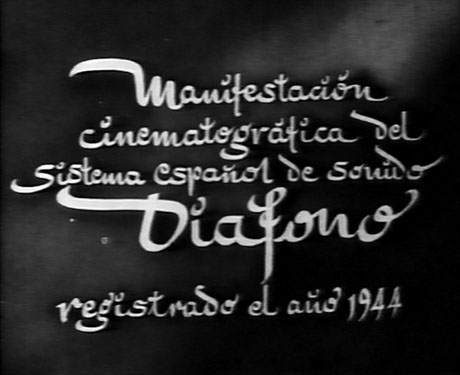 Manifestación
cinematográfica del
Sistema Español de Sonido
Diafono
registrado el año 1944